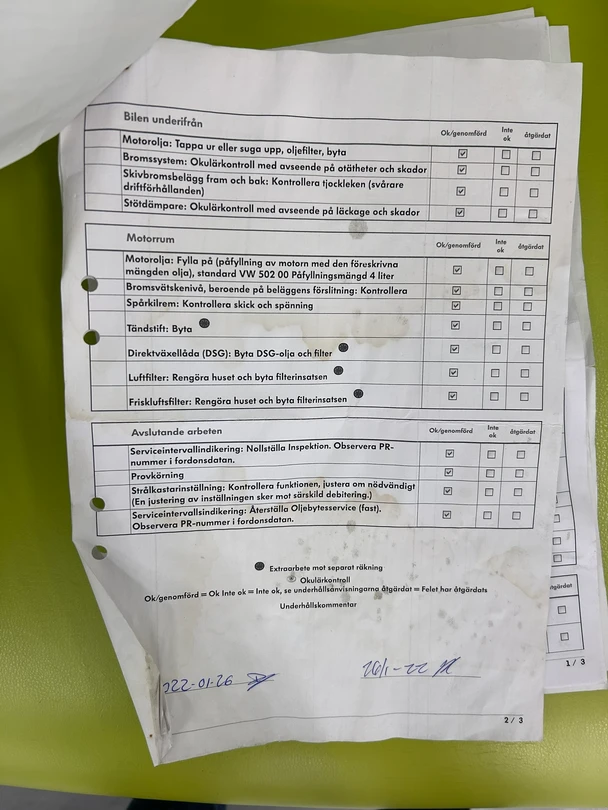 Bilen underifrån
Ok/genomförd Inte ok åtgärdat
Motorolja: Tappa ur eller suga upp, oljefilter, byta
Bromssystem: Okulärkontroll med avseende på otätheter och skador
Skivbromsbelägg fram och bak: Kontrollera tjockleken (svårare
driftförhållanden)
Stötdämpare: Okulärkontroll med avseende på läckage och skador
Motorrum
Ok/genomförd Inte ok åtgärdat
Motorolja: Fylla på (påfyllning av motorn med den föreskrivna
mängden olja), standard VW 502 00 Påfyllningsmängd 4 liter
Bromsvätskenivå, beroende på beläggens förslitning: Kontrollera
Spårkilrem: Kontrollera skick och spänning
Tändstift: Byta
Direktväxellåda (DSG): Byta DSG-olja och filter
Luftfilter: Rengöra huset och byta filterinsatsen
Friskluftsfilter: Rengöra huset och byta filterinsatsen
Avslutande arbeten
Ok/genomförd Inte ok åtgärdat
Serviceintervallindikering: Nollställa Inspektion. Observera PR-
nummer i fordonsdatan.
Provkörning
Strålkastarinställning: Kontrollera funktionen, justera om nödvändigt
(En justering av inställningen sker mot särskild debitering.)
Serviceintervallsindikering: Återställa Oljebytesservice (fast).
Observera PR-nummer i fordonsdatan.
Extraarbete mot separat räkning
Okulärkontroll
Ok/genomförd = Ok Inte ok = Inte ok, se underhållsanvisningarna åtgärdat = Felet har åtgärdats
Underhållskommentar
022-01-26
26/1-22
2 / 3
åtgärdat
1 / 3